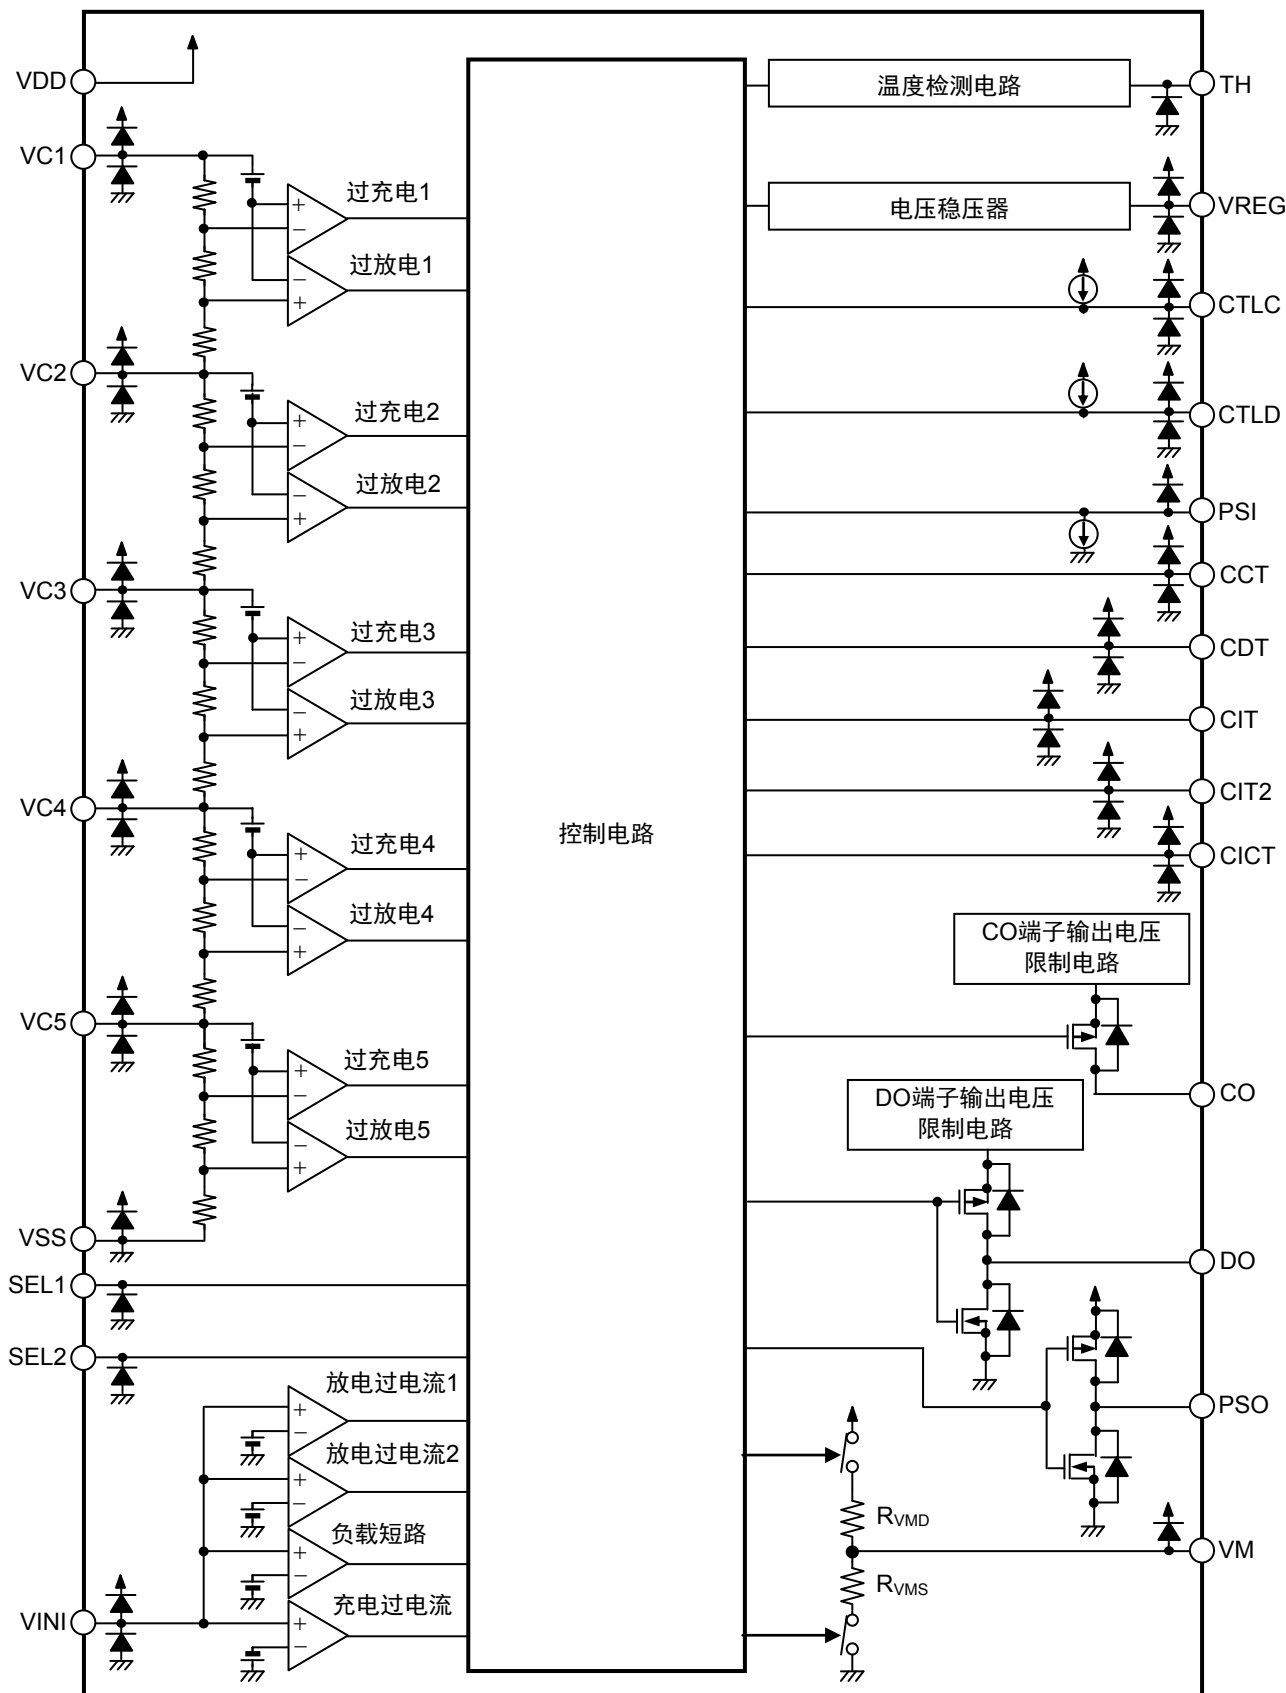 VDD
VC1
VC2
VC3
VC4
VC5
VSS
SEL1
SEL2
VINI
过充电1
过放电1
过充电2
过放电2
过充电3
过放电3
过充电4
过放电4
过充电5
过放电5
放电过电流1
放电过电流2
负载短路
充电过电流
控制电路
温度检测电路
电压稳压器
CO端子输出电压
限制电路
DO端子输出电压
限制电路
RVMD
RVMS
TH
VREG
CTLC
CTLD
PSI
CCT
CDT
CIT
CIT2
CICT
CO
DO
PSO
VM